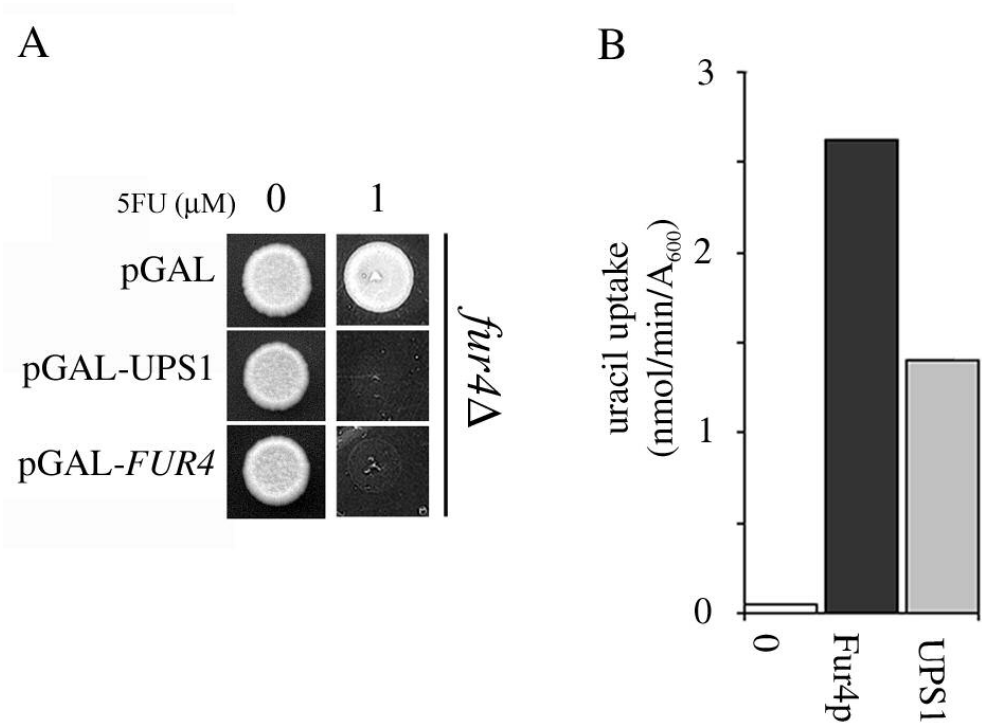 A
5FU (μM) 0 1
pGAL
pGAL-UPS1
pGAL-FUR4
fur4Δ
B
3
2
1
0
uracil uptake
(nmol/min/A600)
0
Fur4p
UPS1